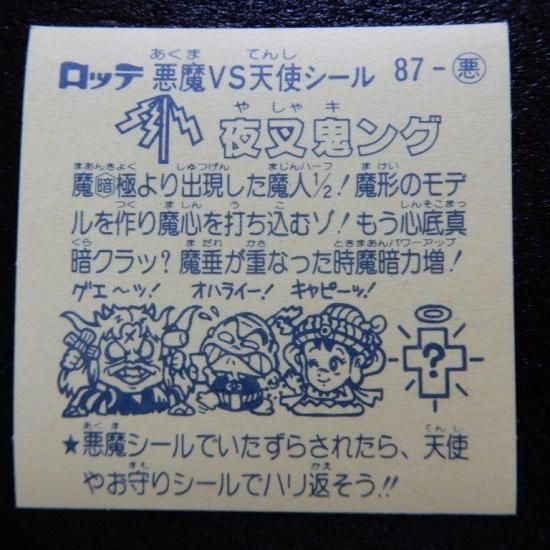 ロッテ 悪魔VS天使シール 87-悪
夜叉鬼ング
魔暗極より出現した魔人1/2!魔形のモデ
ルを作り魔心を打ち込むゾ!もう心底真
暗クラッ?魔垂が重なった時魔暗力増!
ゲエ〜ッ! オハライー! キャピーッ!
?
★悪魔シールでいたずらされたら、天使
やお守りシールでハリ返そう!!